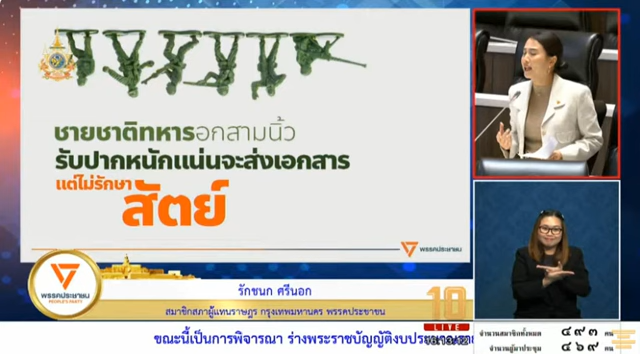 ชายชาติทหารอกสามนิ้ว
รับปากหนักแน่นจะส่งเอกสาร
แต่ไม่รักษา
สัตย์
พรรคประชาชน
พรรคประชาชน
PEOPLE'S PARTY
รักชนก ศรีนอก
สมาชิกสภาผู้แทนราษฎร กรุงเทพมหานคร พรรคประชาชน
10
LIVE
ขณะนี้เป็นการพิจารณา ร่างพระราชบัญญัติงบประมาณ
จำนวนสมาชิกทั้งหมด ๔๙๓ คน
จำนวนผู้มาประชุม ๔๖๙ คน